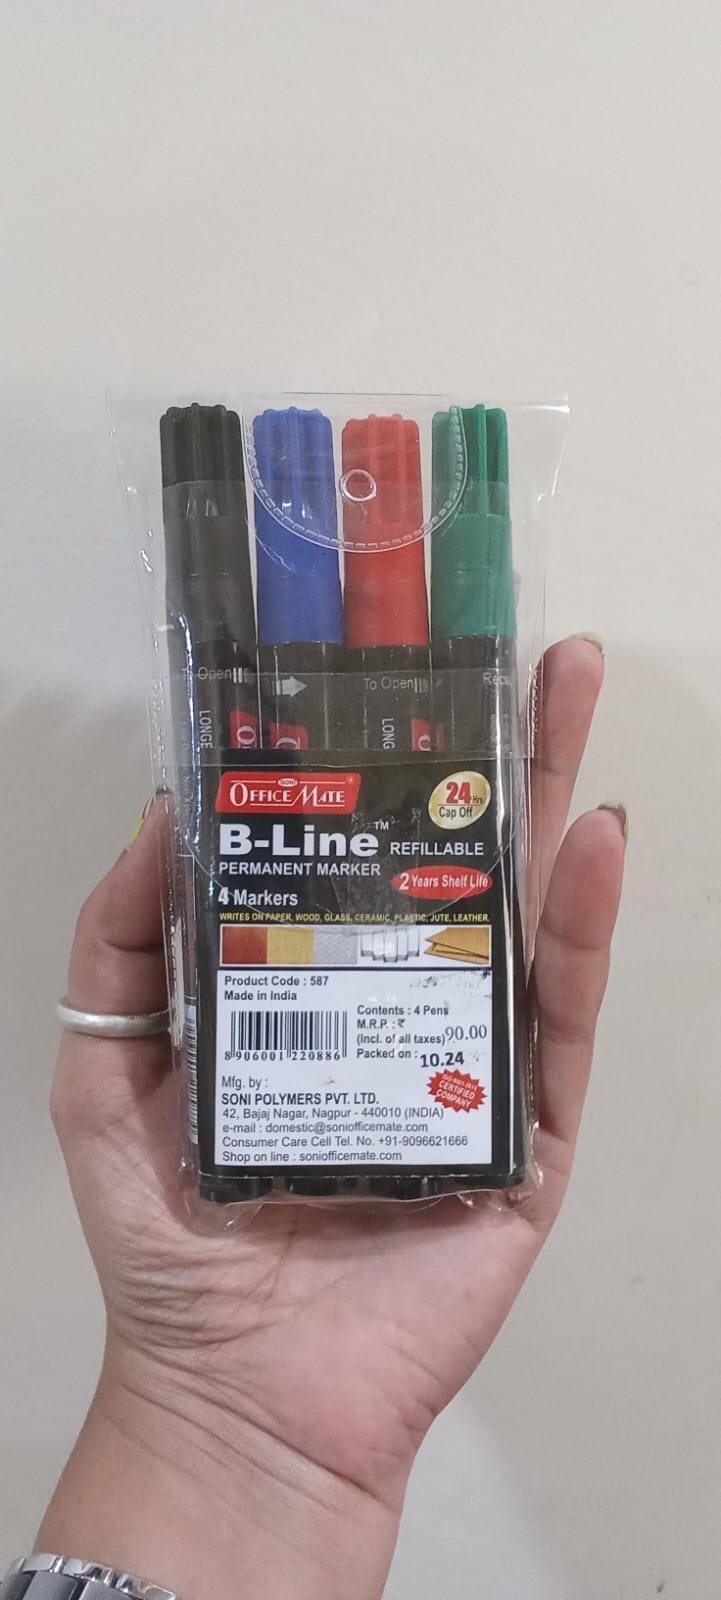 Open
To Open
LONGE
LONG
SONI
OFFICE MATE
24 Hrs.
Cap Off
B-Line™ REFILLABLE
PERMANENT MARKER
2 Years Shelf Life
4 Markers
WRITES ON PAPER, WOOD, GLASS, CERAMIC, PLASTIC, JUTE, LEATHER.
Product Code : 587
Made in India
Contents : 4 Pens
M.R.P. : ₹
(Incl. of all taxes) 90.00
Packed on : 10.24
8 906001 220886
ISO 9001:2015
CERTIFIED
COMPANY
Mfg. by :
SONI POLYMERS PVT. LTD.
42, Bajaj Nagar, Nagpur - 440010 (INDIA)
e-mail : domestic@soniofficemate.com
Consumer Care Cell Tel. No. +91-9096621666
Shop on line : soniofficemate.com